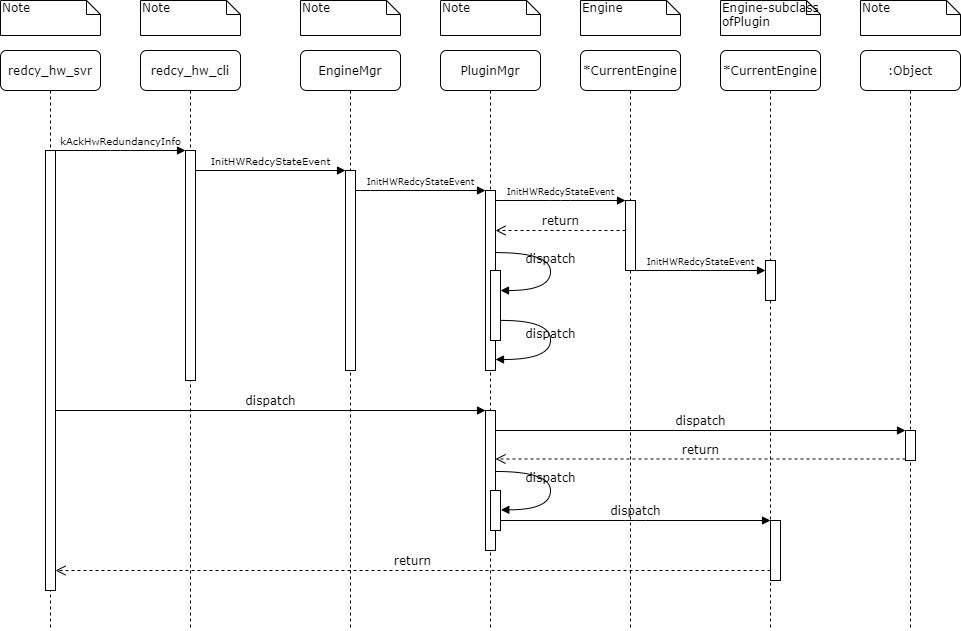 Note
Note
Note
Note
Engine
Engine-subclass
ofPlugin
Note
redcy_hw_svr
redcy_hw_cli
EngineMgr
PluginMgr
*CurrentEngine
*CurrentEngine
:Object
kAckHwRedundancyInfo
InitHWRedcyStateEvent
InitHWRedcyStateEvent
InitHWRedcyStateEvent
return
dispatch
InitHWRedcyStateEvent
dispatch
dispatch
dispatch
return
dispatch
dispatch
return